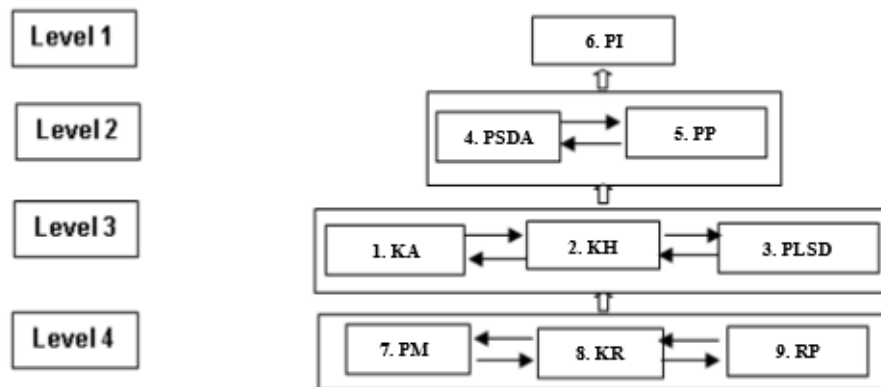 Level 1
6. PI
Level 2
4. PSDA
5. PP
Level 3
1. KA
2. KH
3. PLSD
Level 4
7. PM
8. KR
9. RP